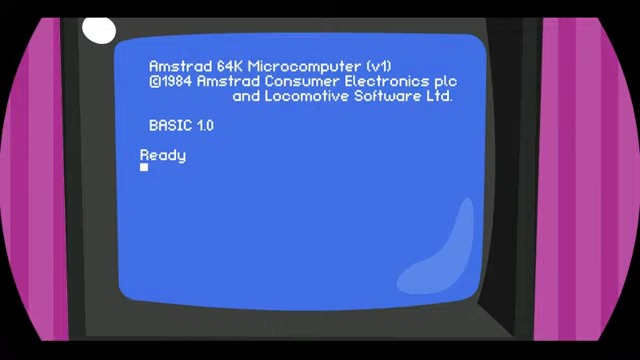 Amstrad 64K Microcomputer (v1)
©1984 Amstrad Consumer Electronics plc
and Locomotive Software Ltd.
BASIC 1.0
Ready